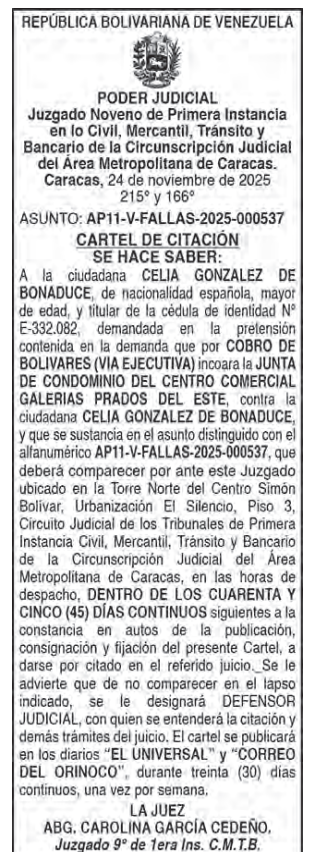 REPÚBLICA BOLIVARIANA DE VENEZUELA
PODER JUDICIAL
Juzgado Noveno de Primera Instancia
en lo Civil, Mercantil, Tránsito y
Bancario de la Circunscripción Judicial
del Área Metropolitana de Caracas.
Caracas, 24 de noviembre de 2025
215º y 166º
ASUNTO: AP11-V-FALLAS-2025-000537
CARTEL DE CITACIÓN
SE HACE SABER:
A la ciudadana CELIA GONZALEZ DE
BONADUCE, de nacionalidad española, mayor
de edad, y titular de la cédula de identidad Nº
E-332.082, demandada en la pretensión
contenida en la demanda que por COBRO DE
BOLIVARES (VIA EJECUTIVA) incoara la JUNTA
DE CONDOMINIO DEL CENTRO COMERCIAL
GALERIAS PRADOS DEL ESTE, contra la
ciudadana CELIA GONZALEZ DE BONADUCE,
y que se sustancia en el asunto distinguido con el
alfanumérico AP11-V-FALLAS-2025-000537, que
deberá comparecer por ante este Juzgado
ubicado en la Torre Norte del Centro Simón
Bolívar, Urbanización El Silencio, Piso 3,
Circuito Judicial de los Tribunales de Primera
Instancia Civil, Mercantil, Tránsito y Bancario
de la Circunscripción Judicial del Área
Metropolitana de Caracas, en las horas de
despacho, DENTRO DE LOS CUARENTA Y
CINCO (45) DÍAS CONTINUOS siguientes a la
constancia en autos de la publicación,
consignación y fijación del presente Cartel, a
darse por citado en el referido juicio._Se le
advierte que de no comparecer en el lapso
indicado, se le designará DEFENSOR
JUDICIAL, con quien se entenderá la citación y
demás trámites del juicio. El cartel se publicará
en los diarios "EL UNIVERSAL" y "CORREO
DEL ORINOCO", durante treinta (30) días
continuos, una vez por semana.
LA JUEZ
ABG. CAROLINA GARCÍA CEDEÑO.
Juzgado 9º de 1era Ins. C.M.T.B.